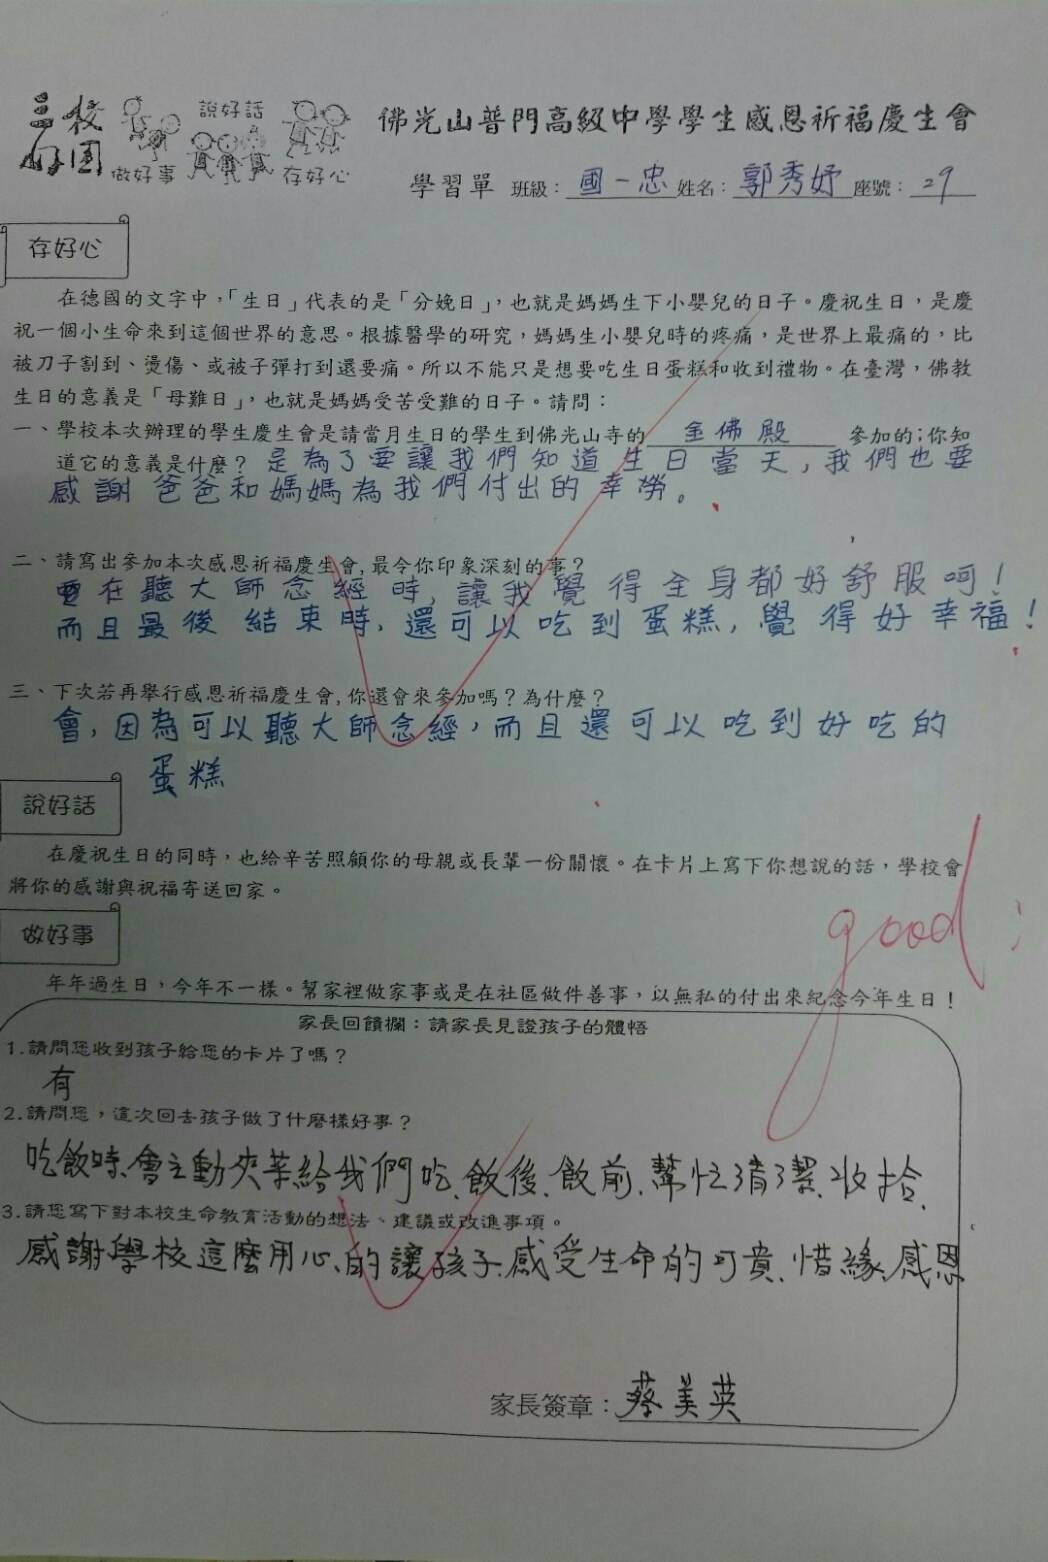 三好校園
說好話
做好事
存好心
佛光山普門高級中學學生感恩祈福慶生會
學習單 班級：國一忠 姓名：郭秀妤 座號：29
存好心
在德國的文字中，「生日」代表的是「分娩日」，也就是媽媽生下小嬰兒的日子。慶祝生日，是慶
祝一個小生命來到這個世界的意思。根據醫學的研究，媽媽生小嬰兒時的疼痛，是世界上最痛的，比
被刀子割到、燙傷、或被子彈打到還要痛。所以不能只是想要吃生日蛋糕和收到禮物。在臺灣，佛教
生日的意義是「母難日」，也就是媽媽受苦受難的日子。請問：
一、學校本次辦理的學生慶生會是請當月生日的學生到佛光山寺的 金佛殿 參加的；你知
道它的意義是什麼？是為了要讓我們知道生日當天，我們也要
感謝爸爸和媽媽為我們付出的幸勞。
二、請寫出參加本次感恩祈福慶生會，最令你印象深刻的事？
在聽大師念經時，讓我覺得全身都好舒服呵！
而且最後結束時，還可以吃到蛋糕，覺得好幸福！
三、下次若再舉行感恩祈福慶生會，你還會來參加嗎？為什麼？
會，因為可以聽大師念經，而且還可以吃到好吃的
蛋糕
說好話
在慶祝生日的同時，也給辛苦照顧你的母親或長輩一份關懷。在卡片上寫下你想說的話，學校會
將你的感謝與祝福寄送回家。
good!
做好事
年年過生日，今年不一樣。幫家裡做家事或是在社區做件善事，以無私的付出來紀念今年生日！
家長回饋欄：請家長見證孩子的體悟
1.請問您收到孩子給您的卡片了嗎？
有
2.請問您，這次回去孩子做了什麼樣好事？
吃飯時、會主動夾菜給我們吃、飯後、飯前、幫忙清潔、收拾、
3.請您寫下對本校生命教育活動的想法、建議或改進事項。
感謝學校這麼用心、的讓孩子、感受生命的可貴、惜緣、感恩
家長簽章：蔡美英